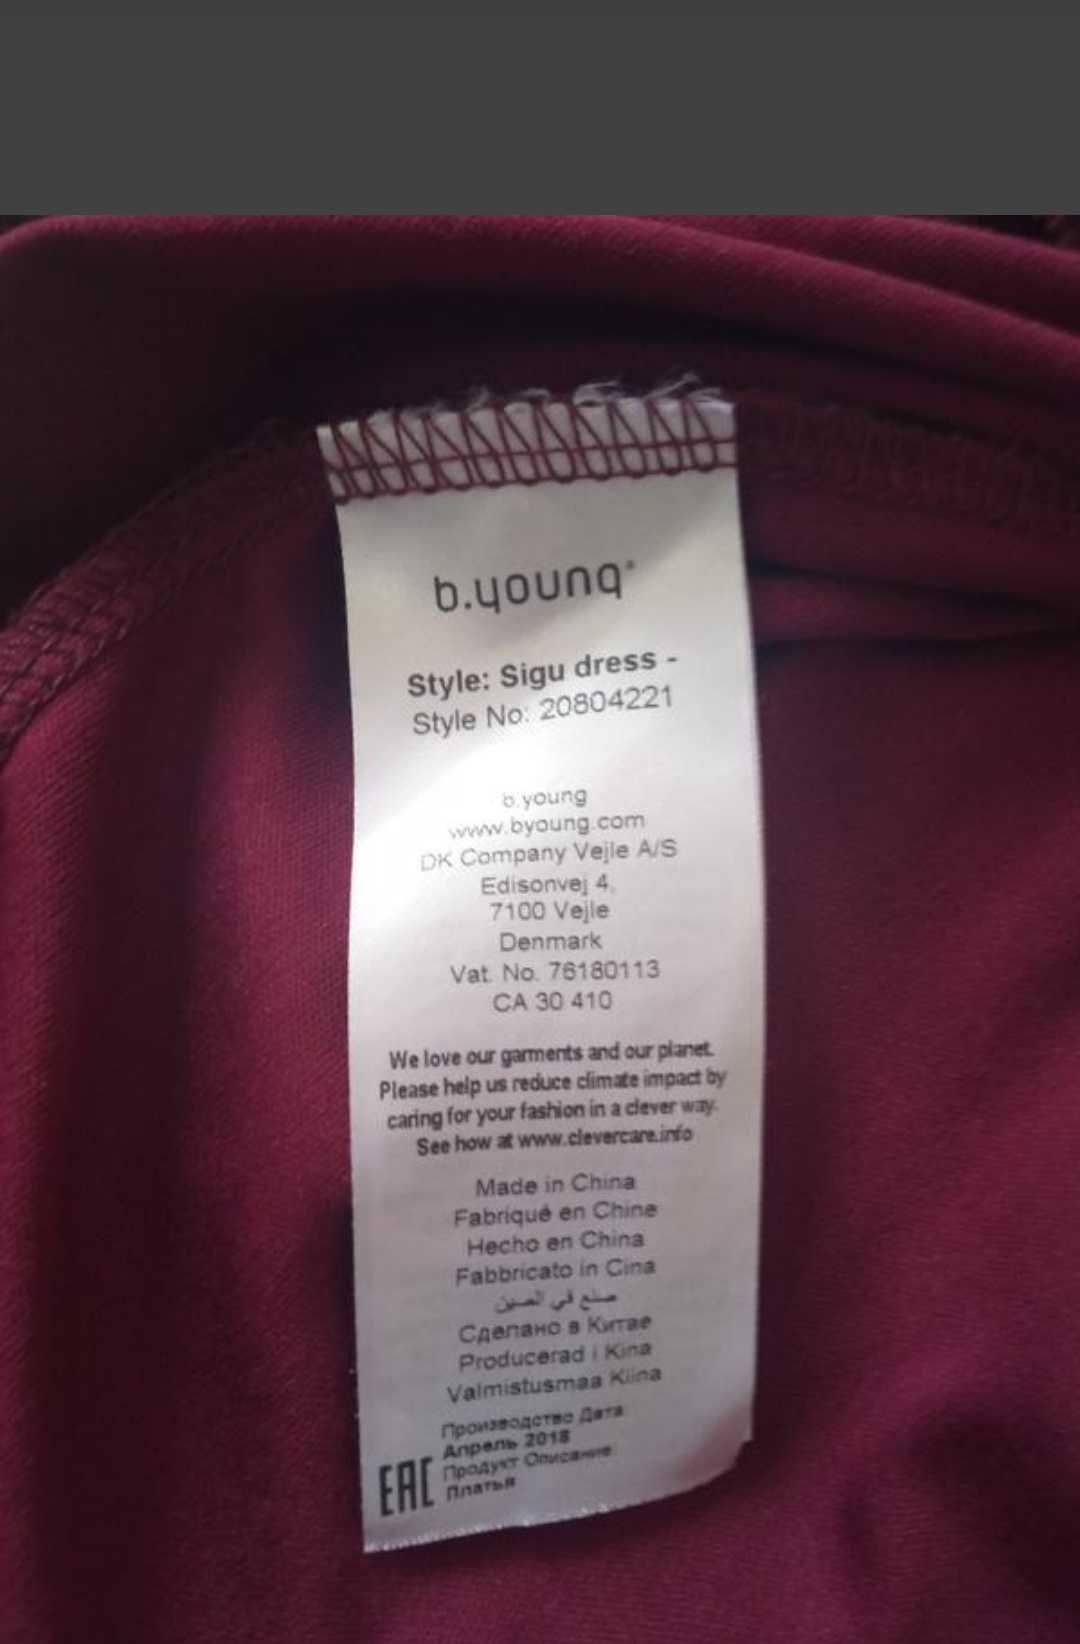 b.young®
Style: Sigu dress -
Style No: 20804221
b.young
www.byoung.com
DK Company Vejle A/S
Edisonvej 4,
7100 Vejle
Denmark
Vat. No. 76180113
CA 30 410
We love our garments and our planet.
Please help us reduce climate impact by
caring for your fashion in a clever way.
See how at www.clevercare.info
Made in China
Fabriqué en Chine
Hecho en China
Fabbricato in Cina
صنع في الصين
Сделано в Китае
Producerad i Kina
Valmistusmaa Kiina
Производство Дата
Апрель 2018
Продукт Описание
Платья
EAC